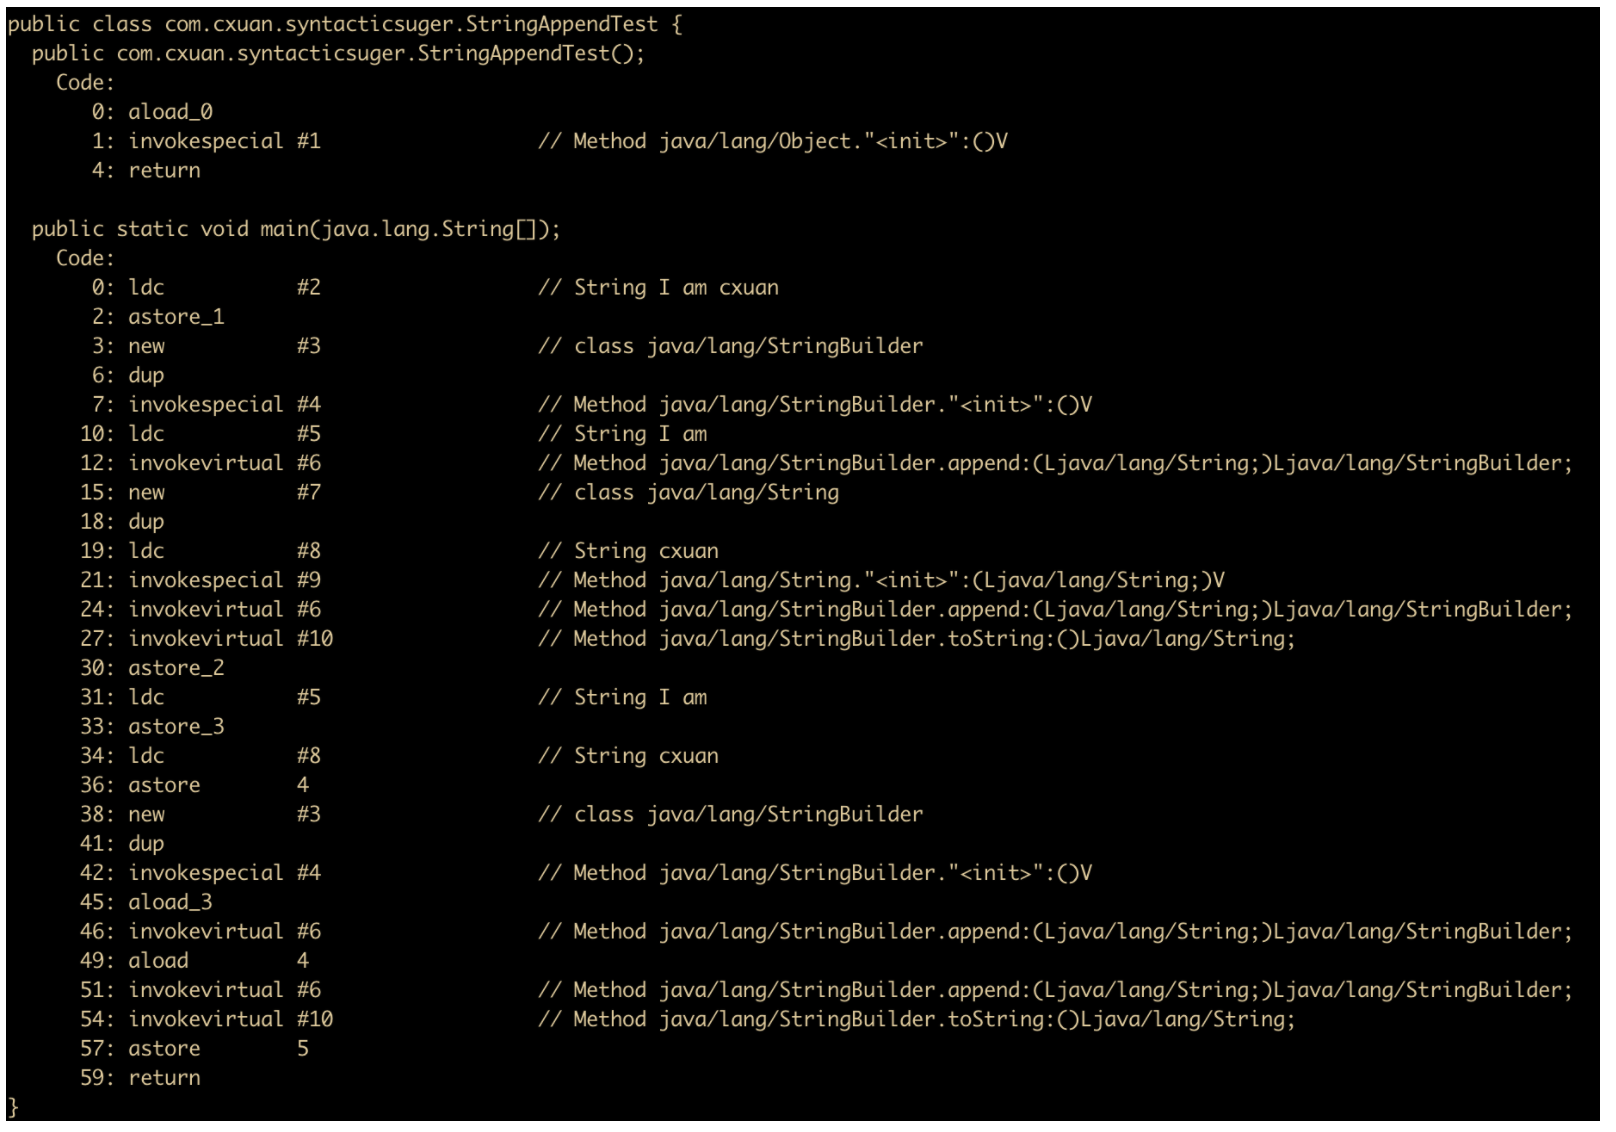 public class com.cxuan.syntacticsuger.StringAppendTest {
  public com.cxuan.syntacticsuger.StringAppendTest();
    Code:
       0: aload_0
       1: invokespecial #1                  // Method java/lang/Object."<init>":()V
       4: return

  public static void main(java.lang.String[]);
    Code:
       0: ldc           #2                  // String I am cxuan
       2: astore_1
       3: new           #3                  // class java/lang/StringBuilder
       6: dup
       7: invokespecial #4                  // Method java/lang/StringBuilder."<init>":()V
      10: ldc           #5                  // String I am
      12: invokevirtual #6                  // Method java/lang/StringBuilder.append:(Ljava/lang/String;)Ljava/lang/StringBuilder;
      15: new           #7                  // class java/lang/String
      18: dup
      19: ldc           #8                  // String cxuan
      21: invokespecial #9                  // Method java/lang/String."<init>":(Ljava/lang/String;)V
      24: invokevirtual #6                  // Method java/lang/StringBuilder.append:(Ljava/lang/String;)Ljava/lang/StringBuilder;
      27: invokevirtual #10                 // Method java/lang/StringBuilder.toString:()Ljava/lang/String;
      30: astore_2
      31: ldc           #5                  // String I am
      33: astore_3
      34: ldc           #8                  // String cxuan
      36: astore        4
      38: new           #3                  // class java/lang/StringBuilder
      41: dup
      42: invokespecial #4                  // Method java/lang/StringBuilder."<init>":()V
      45: aload_3
      46: invokevirtual #6                  // Method java/lang/StringBuilder.append:(Ljava/lang/String;)Ljava/lang/StringBuilder;
      49: aload         4
      51: invokevirtual #6                  // Method java/lang/StringBuilder.append:(Ljava/lang/String;)Ljava/lang/StringBuilder;
      54: invokevirtual #10                 // Method java/lang/StringBuilder.toString:()Ljava/lang/String;
      57: astore        5
      59: return
}